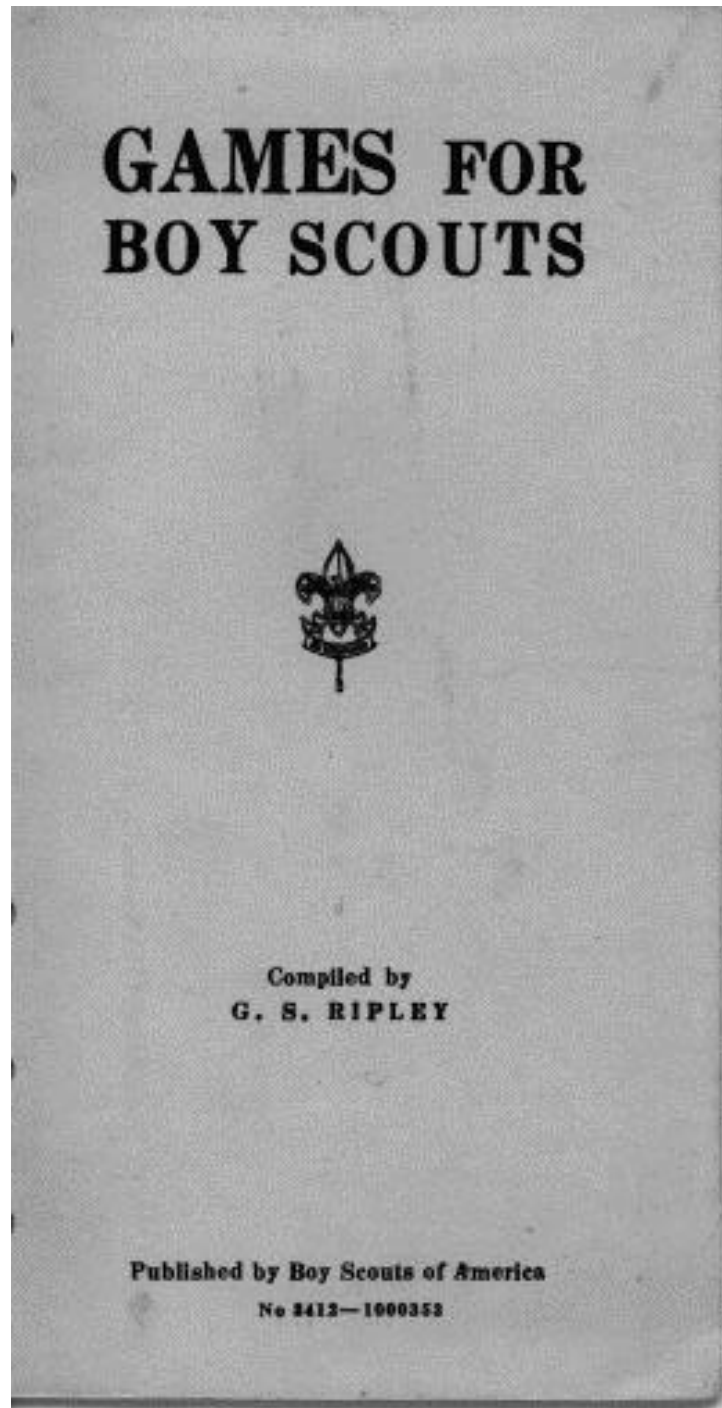 GAMES FOR
BOY SCOUTS
Compiled by
G. S. RIPLEY
Published by Boy Scouts of America
No 3412—1000353